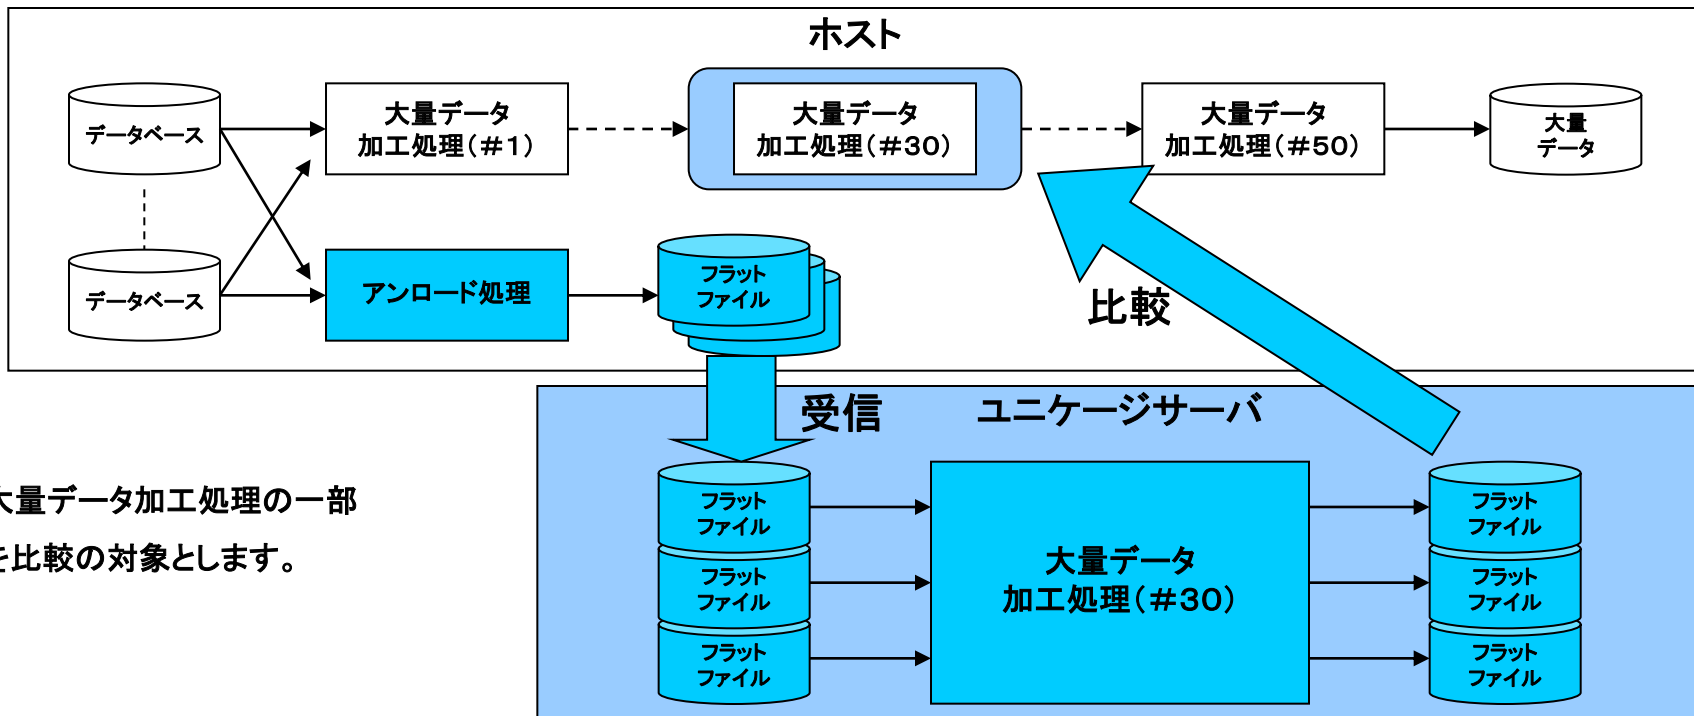 ホスト
データベース
大量データ
加工処理(#1)
大量データ
加工処理(#30)
大量データ
加工処理(#50)
大量
データ
データベース
アンロード処理
フラット
ファイル
比較
受信
ユニケージサーバ
大量データ加工処理の一部
を比較の対象とします。
フラット
ファイル
フラット
ファイル
フラット
ファイル
大量データ
加工処理(#30)
フラット
ファイル
フラット
ファイル
フラット
ファイル